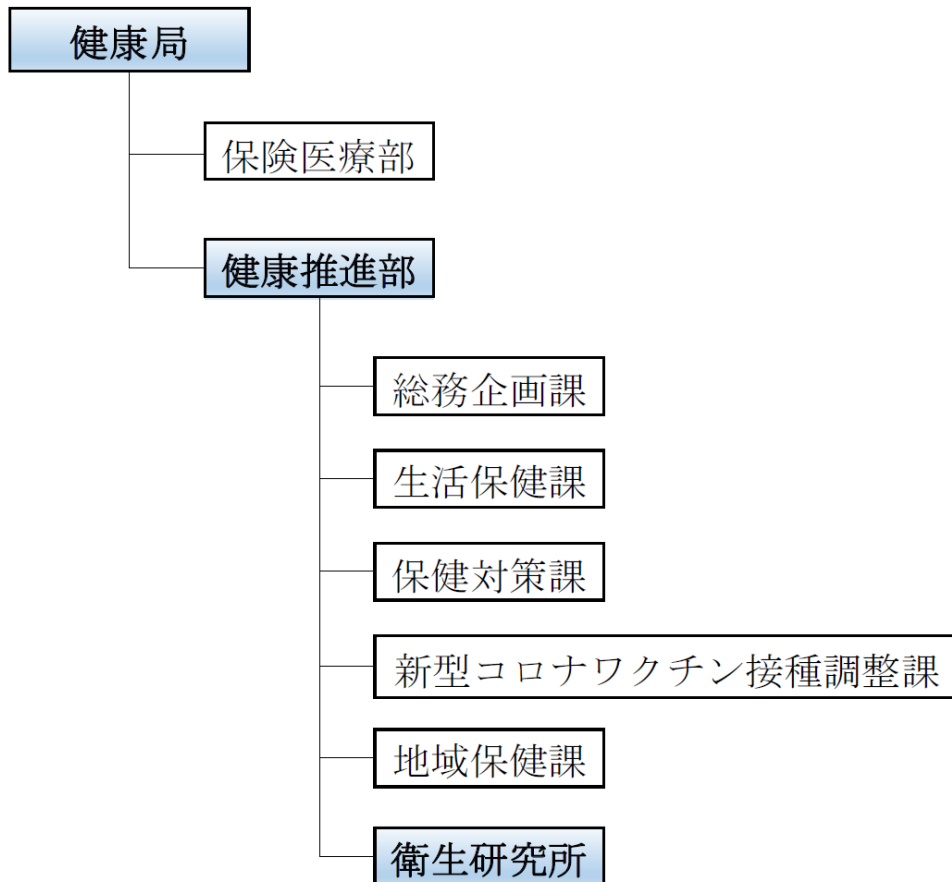 健康局
保険医療部
健康推進部
総務企画課
生活保健課
保健対策課
新型コロナワクチン接種調整課
地域保健課
衛生研究所